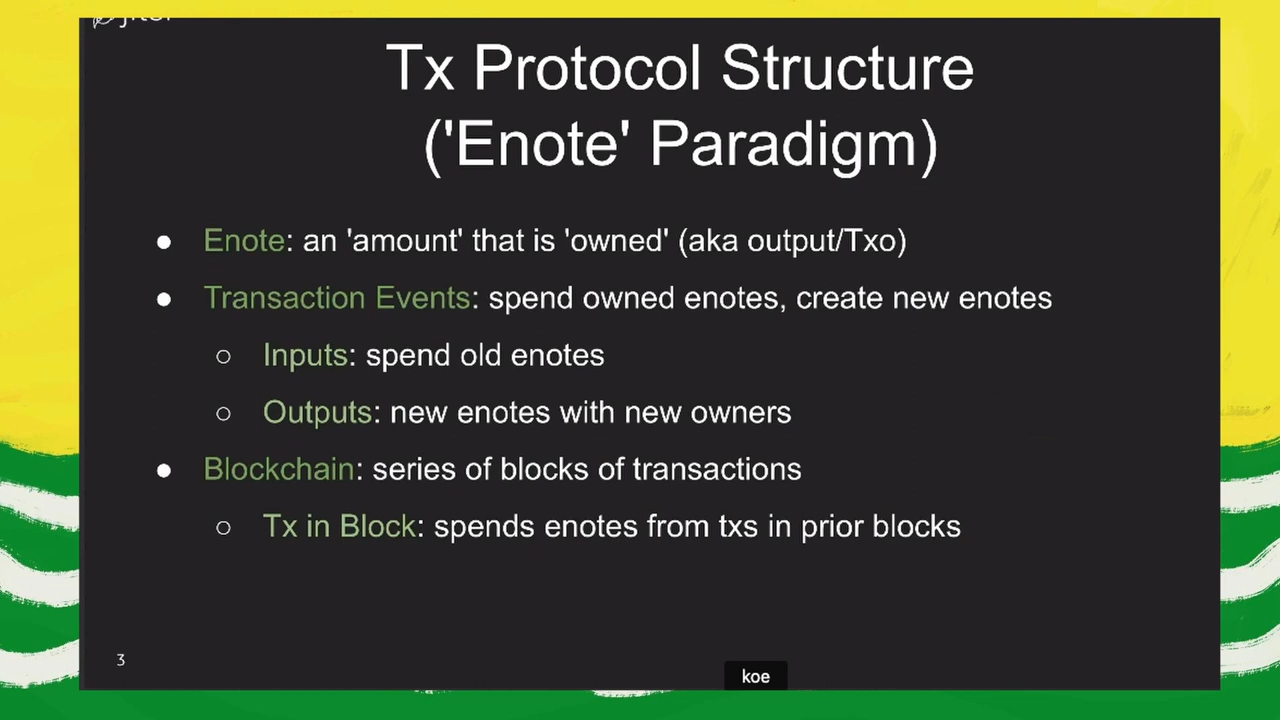 Tx Protocol Structure
('Enote' Paradigm)
● Enote: an 'amount' that is 'owned' (aka output/Txo)
● Transaction Events: spend owned enotes, create new enotes
○ Inputs: spend old enotes
○ Outputs: new enotes with new owners
● Blockchain: series of blocks of transactions
○ Tx in Block: spends enotes from txs in prior blocks
3
koe